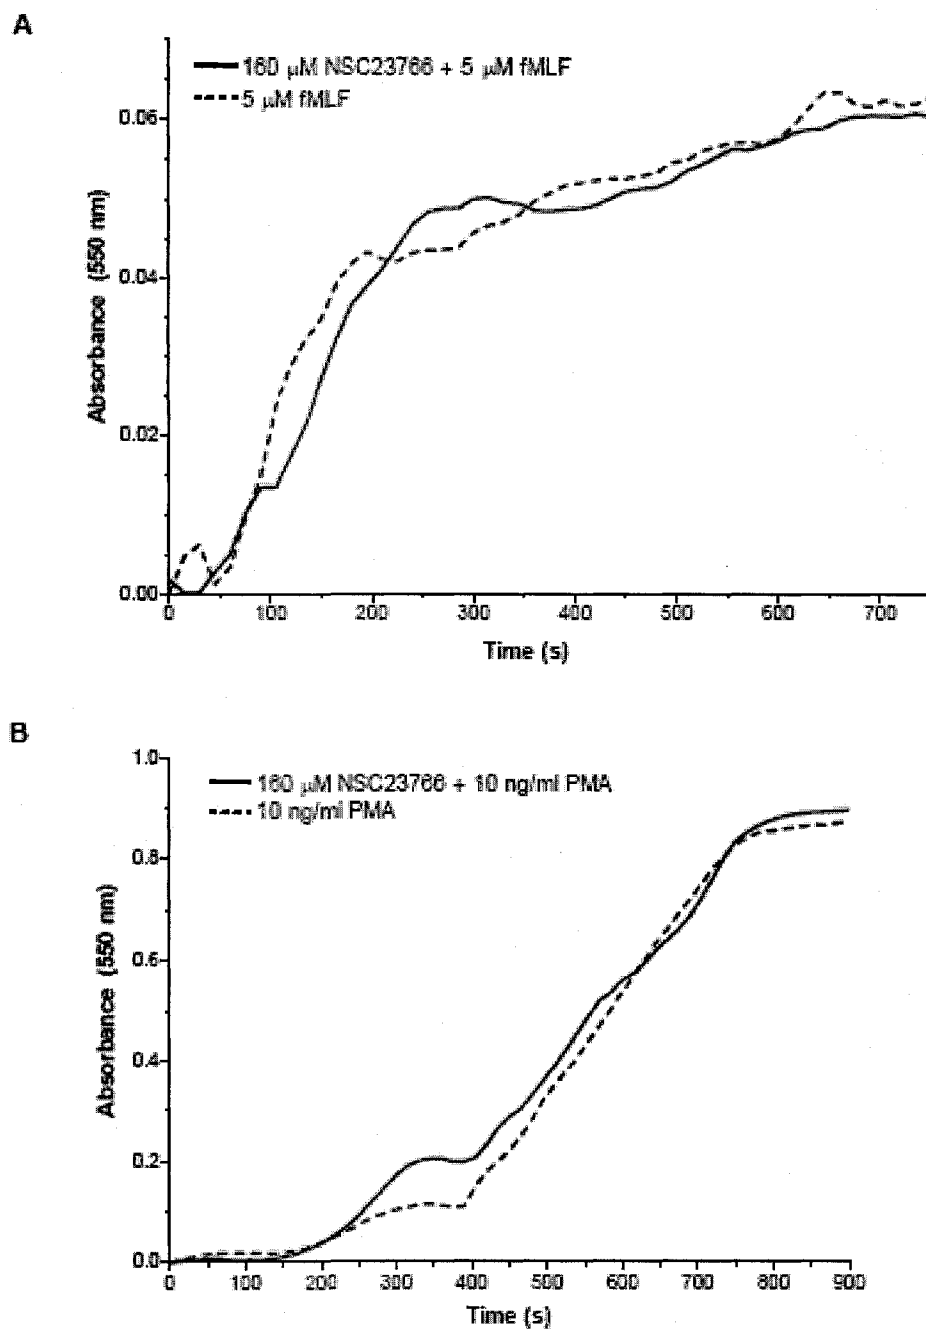 A
160 μM NSC23766 + 5 μM fMLF
5 μM fMLF
0.06
0.04
0.02
0.00
Absorbance (550 nm)
0 100 200 300 400 500 600 700
Time (s)
B
1.0
160 μM NSC23766 + 10 ng/ml PMA
10 ng/ml PMA
0.8
0.6
0.4
0.2
0.0
Absorbance (550 nm)
0 100 200 300 400 500 600 700 800 900
Time (s)